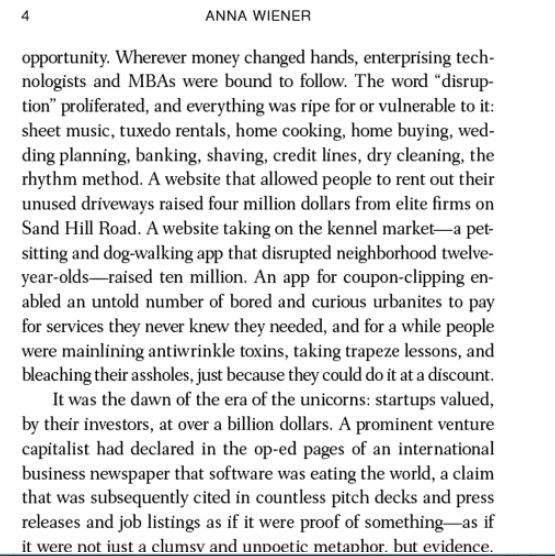 4 ANNA WIENER
opportunity. Wherever money changed hands, enterprising tech-
nologists and MBAs were bound to follow. The word “disrup-
tion” proliferated, and everything was ripe for or vulnerable to it:
sheet music, tuxedo rentals, home cooking, home buying, wed-
ding planning, banking, shaving, credit lines, dry cleaning, the
rhythm method. A website that allowed people to rent out their
unused driveways raised four million dollars from elite firms on
Sand Hill Road. A website taking on the kennel market—a pet-
sitting and dog-walking app that disrupted neighborhood twelve-
year-olds—raised ten million. An app for coupon-clipping en-
abled an untold number of bored and curious urbanites to pay
for services they never knew they needed, and for a while people
were mainlining antiwrinkle toxins, taking trapeze lessons, and
bleaching their assholes, just because they could do it at a discount.
It was the dawn of the era of the unicorns: startups valued,
by their investors, at over a billion dollars. A prominent venture
capitalist had declared in the op-ed pages of an international
business newspaper that software was eating the world, a claim
that was subsequently cited in countless pitch decks and press
releases and job listings as if it were proof of something—as if
it were not just a clumsy and unpoetic metaphor, but evidence.